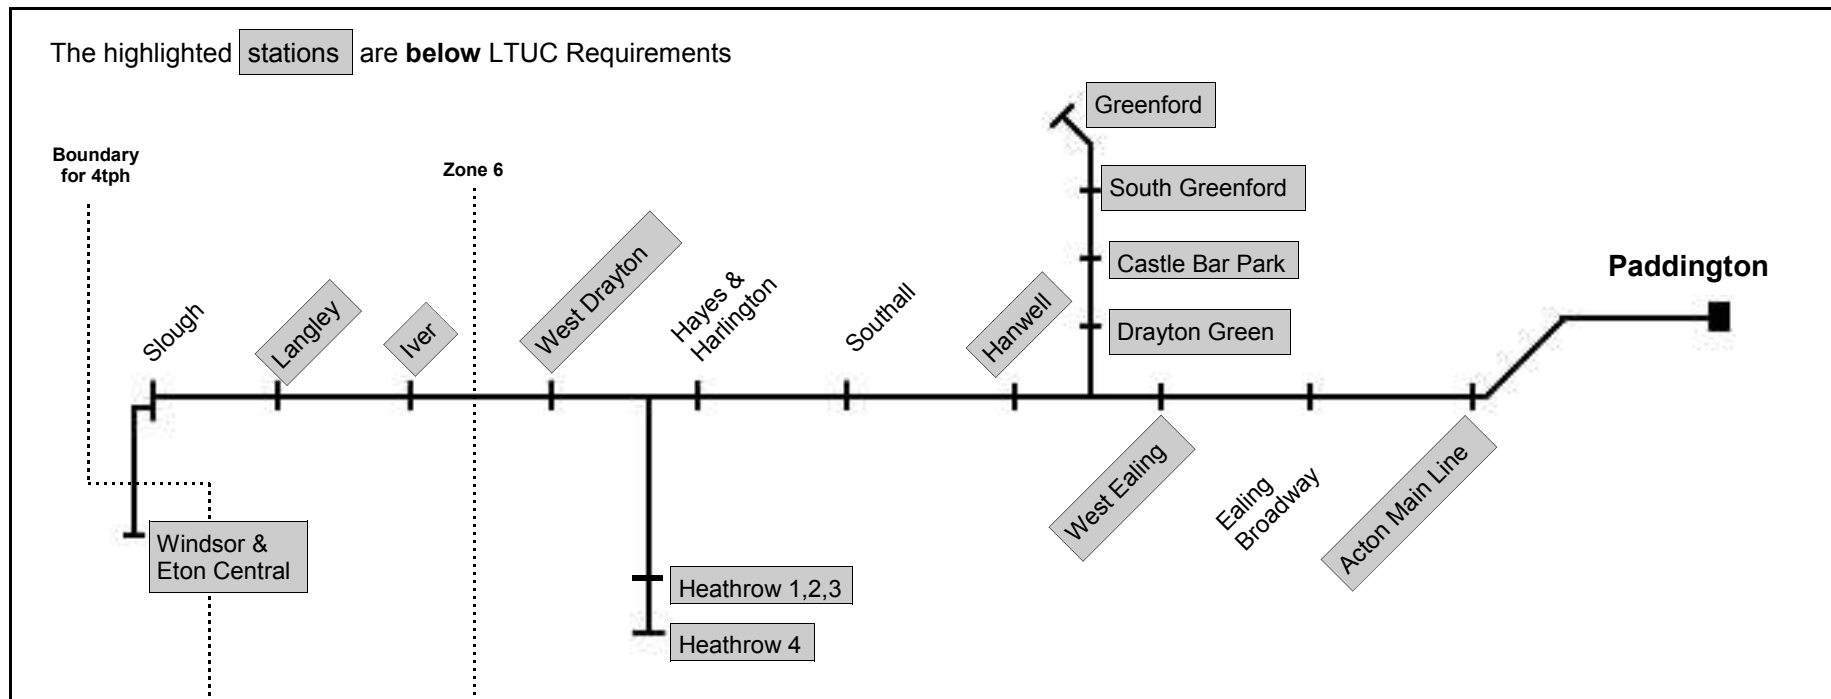 The highlighted stations are below LTUC Requirements
Boundary
for 4tph
Zone 6
Greenford
South Greenford
Castle Bar Park
Drayton Green
Paddington
Slough
Langley
Iver
West Drayton
Hayes &
Harlington
Southall
Hanwell
West Ealing
Ealing
Broadway
Acton Main Line
Windsor &
Eton Central
Heathrow 1,2,3
Heathrow 4